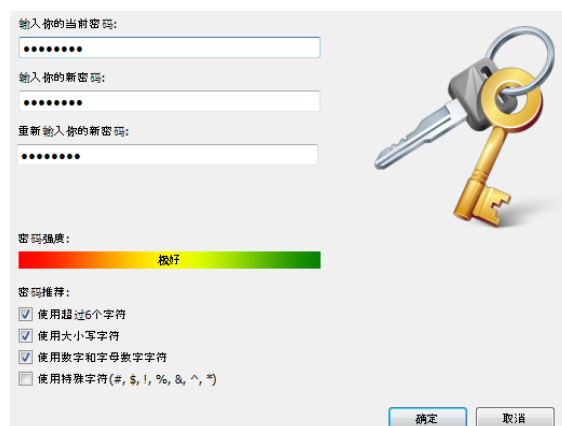 输入你的当前密码:
●●●●●●●●
输入你的新密码:
●●●●●●●●
重新输入你的新密码:
●●●●●●●●
密码强度:
极好
密码推荐:
使用超过6个字符
使用大小写字符
使用数字和字母数字字符
使用特殊字符(#, $, !, %, &, ^, *)
确定 取消